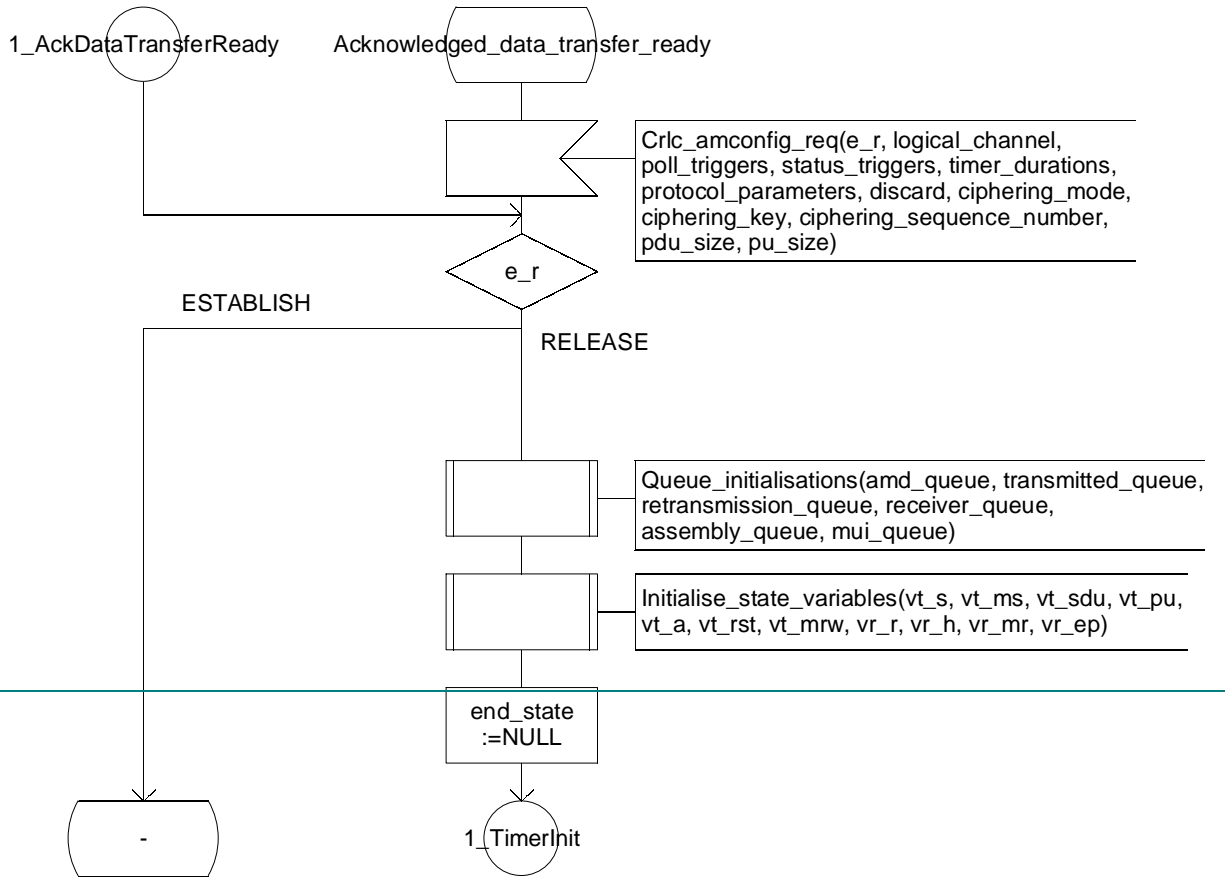 1_AckDataTransferReady
Acknowledged_data_transfer_ready
Crlc_amconfig_req(e_r, logical_channel,
poll_triggers, status_triggers, timer_durations,
protocol_parameters, discard, ciphering_mode,
ciphering_key, ciphering_sequence_number,
pdu_size, pu_size)
e_r
ESTABLISH
RELEASE
Queue_initialisations(amd_queue, transmitted_queue,
retransmission_queue, receiver_queue,
assembly_queue, mui_queue)
Initialise_state_variables(vt_s, vt_ms, vt_sdu, vt_pu,
vt_a, vt_rst, vt_mrw, vr_r, vr_h, vr_mr, vr_ep)
end_state
:=NULL
-
1_TimerInit